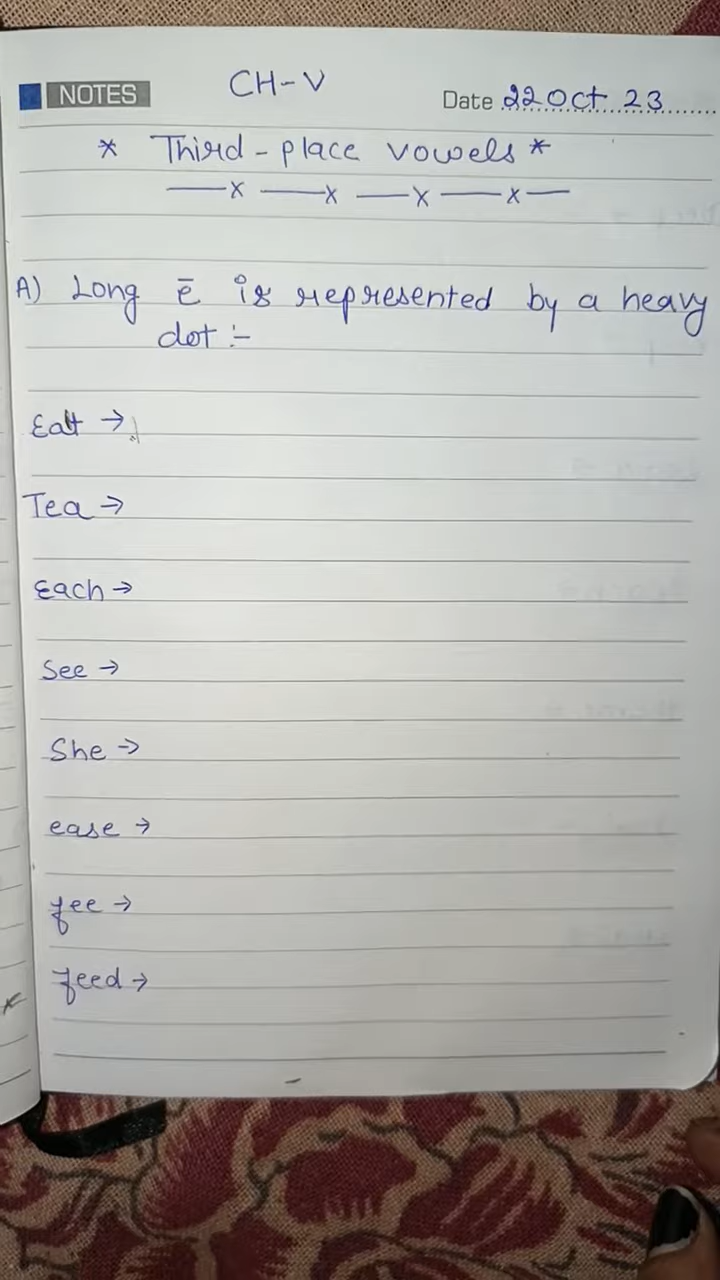 CH-V
NOTES
Date 22 Oct 23
* Third-place vowels *
—x —x —x —x —
A) Long ē is represented by a heavy
dot :-
Eat →
Tea →
Each →
See →
She →
ease →
fee →
feed →